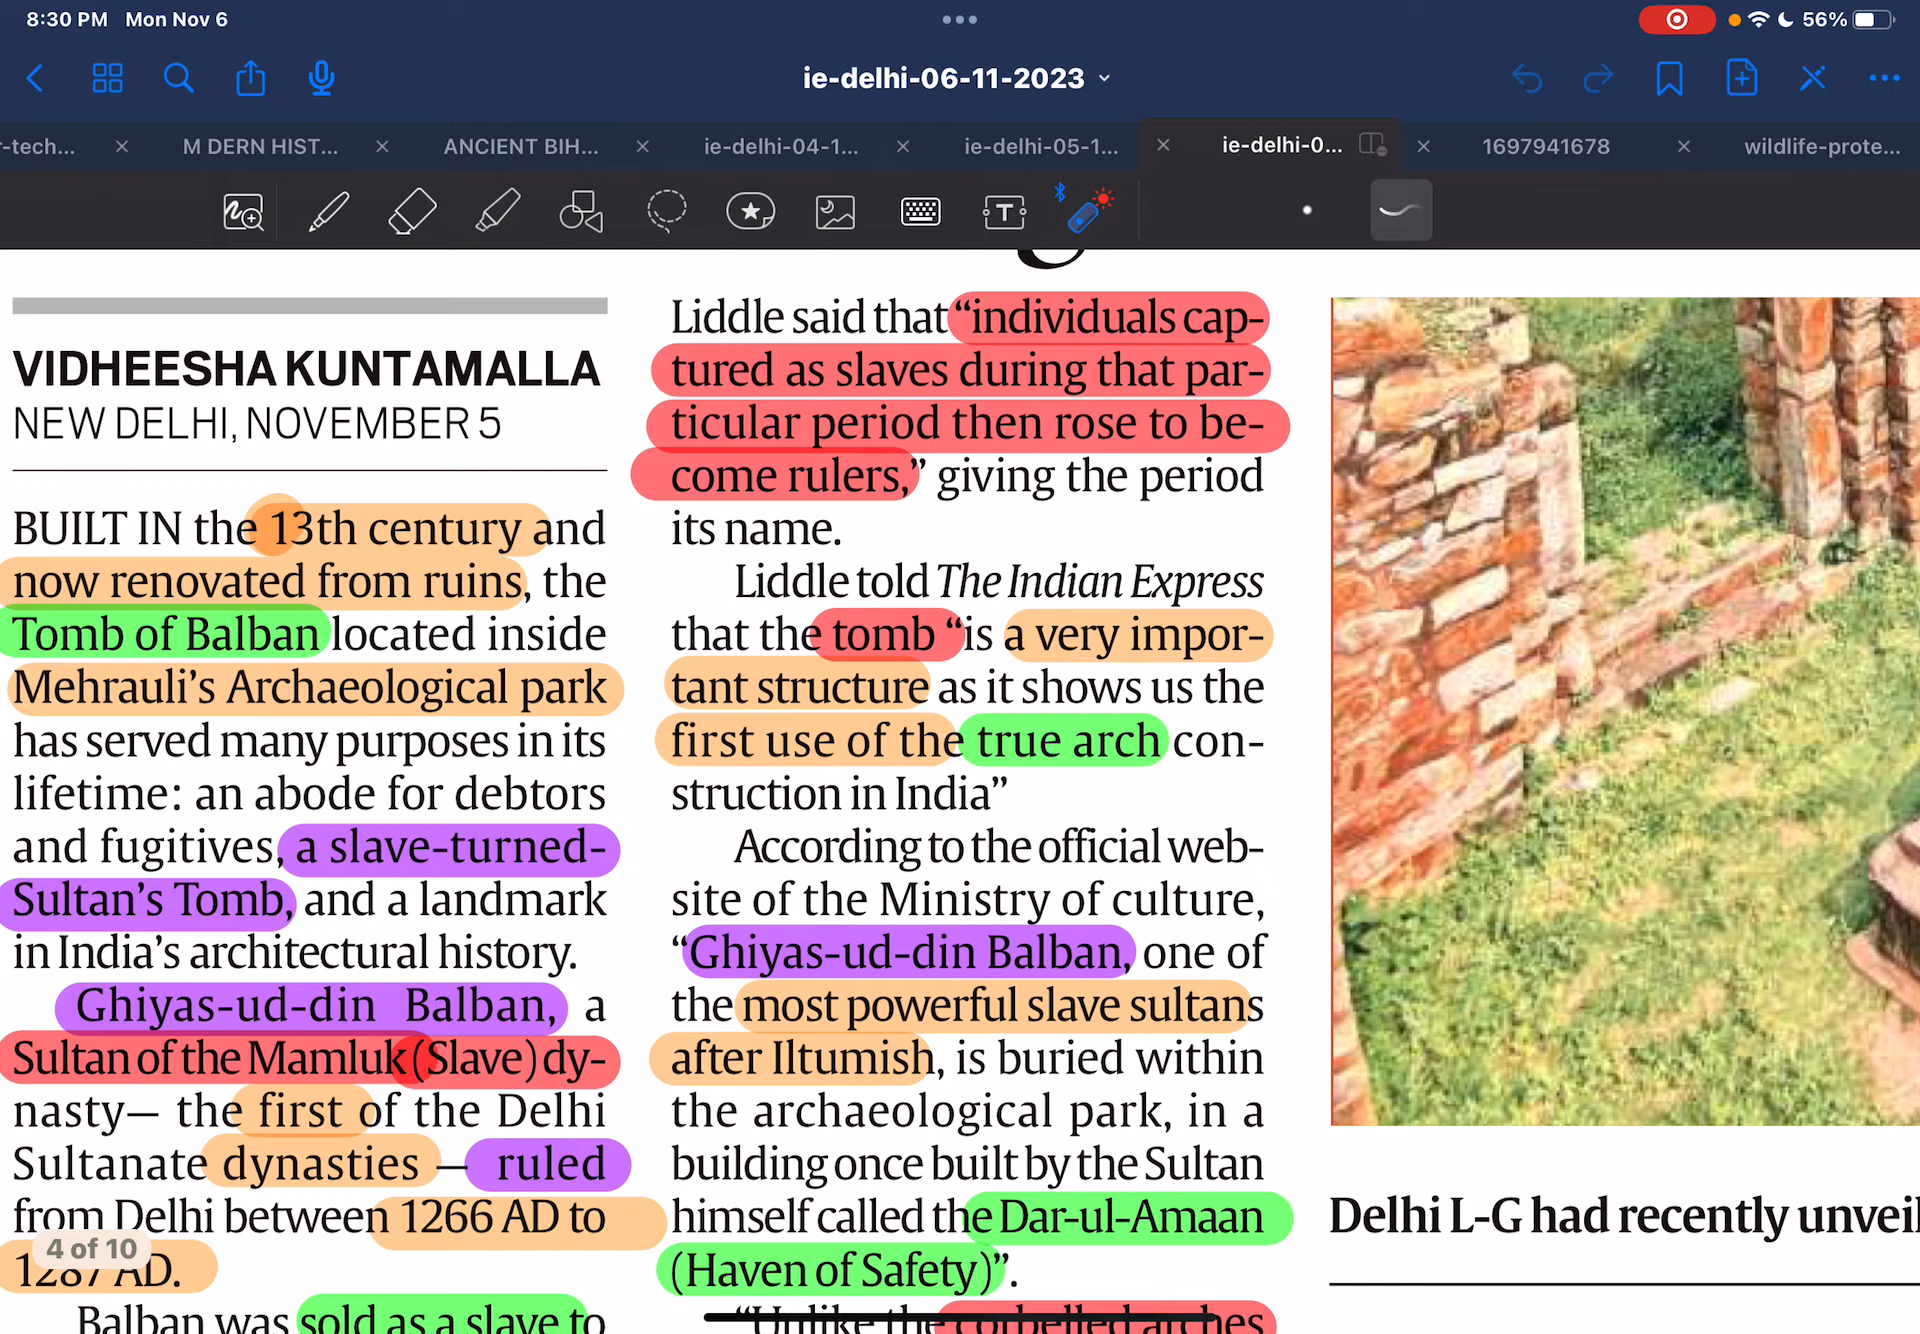 8:30 PM Mon Nov 6
56%
ie-delhi-06-11-2023
-tech...
M DERN HIST...
ANCIENT BIH...
ie-delhi-04-1...
ie-delhi-05-1...
ie-delhi-0...
1697941678
wildlife-prote...
VIDHEESHA KUNTAMALLA
NEW DELHI, NOVEMBER 5
BUILT IN the 13th century and
now renovated from ruins, the
Tomb of Balban located inside
Mehrauli's Archaeological park
has served many purposes in its
lifetime: an abode for debtors
and fugitives, a slave-turned-
Sultan's Tomb, and a landmark
in India's architectural history.
Ghiyas-ud-din Balban, a
Sultan of the Mamluk (Slave) dy-
nasty— the first of the Delhi
Sultanate dynasties — ruled
from Delhi between 1266 AD to
1287 AD.
4 of 10
Balban was sold as a slave to
Liddle said that "individuals cap-
tured as slaves during that par-
ticular period then rose to be-
come rulers," giving the period
its name.
Liddle told The Indian Express
that the tomb "is a very impor-
tant structure as it shows us the
first use of the true arch con-
struction in India"
According to the official web-
site of the Ministry of culture,
"Ghiyas-ud-din Balban, one of
the most powerful slave sultans
after Iltumish, is buried within
the archaeological park, in a
building once built by the Sultan
himself called the Dar-ul-Amaan
(Haven of Safety)".
"Unlike the corbelled arches
Delhi L-G had recently unveil